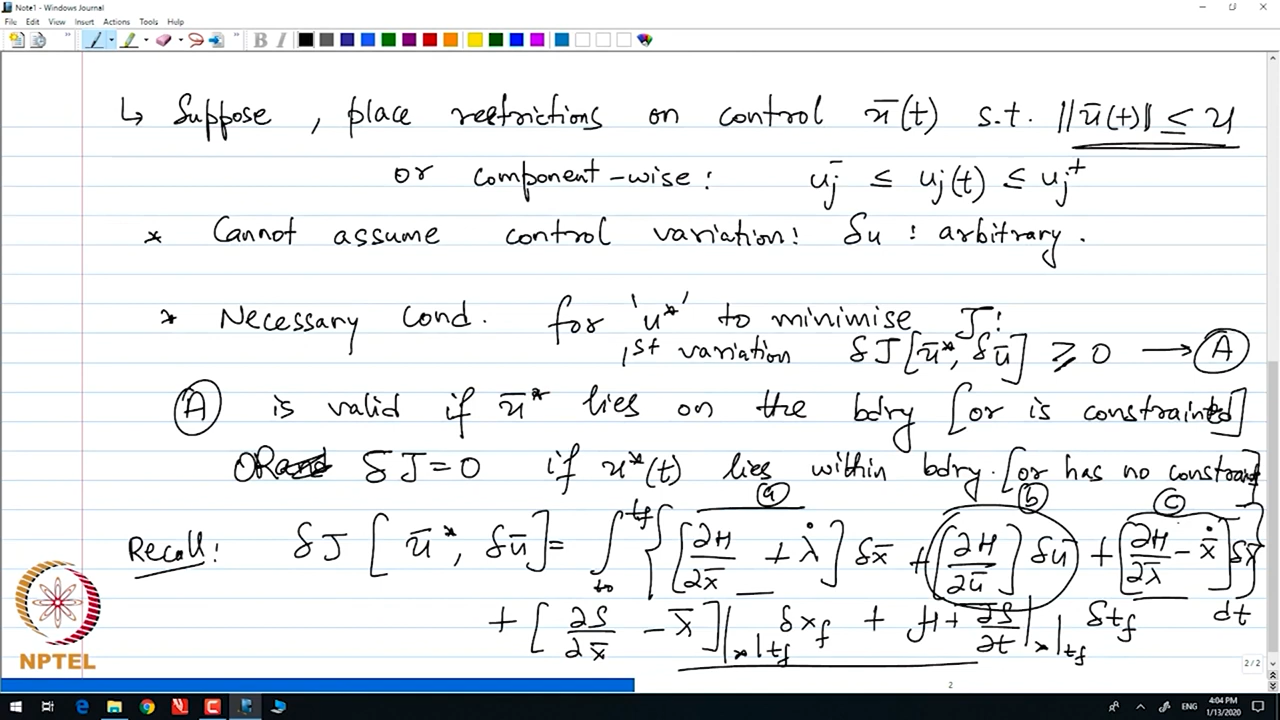 Note1 - Windows Journal
File Edit View Insert Actions Tools Help
↳ Suppose , place restrictions on control ū(t) s.t. ||ū(t)|| ≤ U
or component-wise : uj⁻ ≤ uj(t) ≤ uj⁺
* Cannot assume control variation: δu : arbitrary.
* Necessary cond. for 'u*' to minimise J:
1st variation δJ[ū*, δū] ≥ 0 → Ⓐ
Ⓐ is valid if ū* lies on the bdry [or is constrainted]
OR δJ=0 if u*(t) lies within bdry. [or has no constraint]
ⓐ ⓑ ⓒ
Recall: δJ [ū*, δū] = ∫_{t0}^{tf} { [∂H/∂x̄ + λ̇] δx̄ + [∂H/∂ū] δū + [∂H/∂λ̄ - ẋ̄] δλ̄ } dt
+ [∂S/∂x̄ - λ̄]|*|tf δxf + H + ∂S/∂t|*|tf δtf
NPTEL
2/2
2
4:04 PM
ENG
1/13/2020